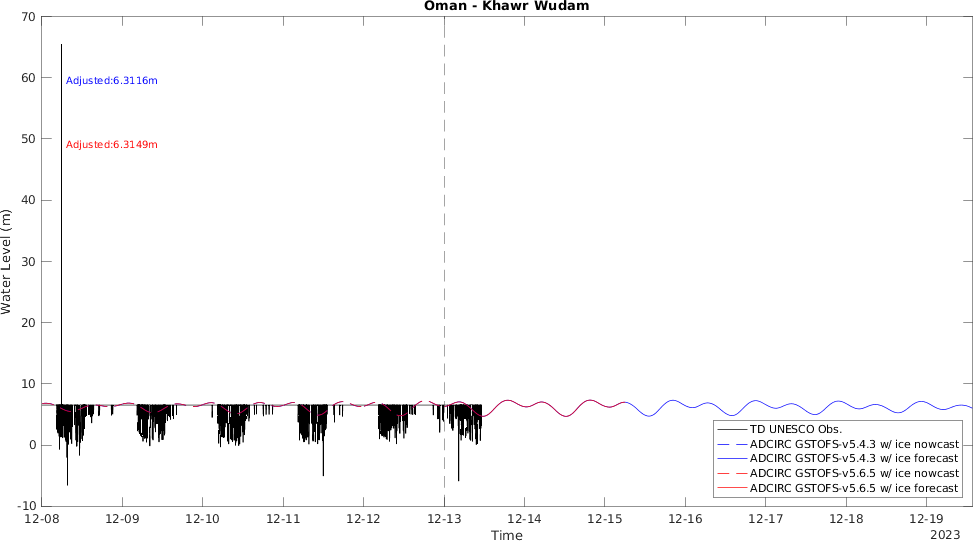 Oman - Khawr Wudam
70
60
50
40
30
20
10
0
-10
Water Level (m)
Adjusted:6.3116m
Adjusted:6.3149m
TD UNESCO Obs.
ADCIRC GSTOFS-v5.4.3 w/ ice nowcast
ADCIRC GSTOFS-v5.4.3 w/ ice forecast
ADCIRC GSTOFS-v5.6.5 w/ ice nowcast
ADCIRC GSTOFS-v5.6.5 w/ ice forecast
12-08 12-09 12-10 12-11 12-12 12-13 12-14 12-15 12-16 12-17 12-18 12-19
Time
2023